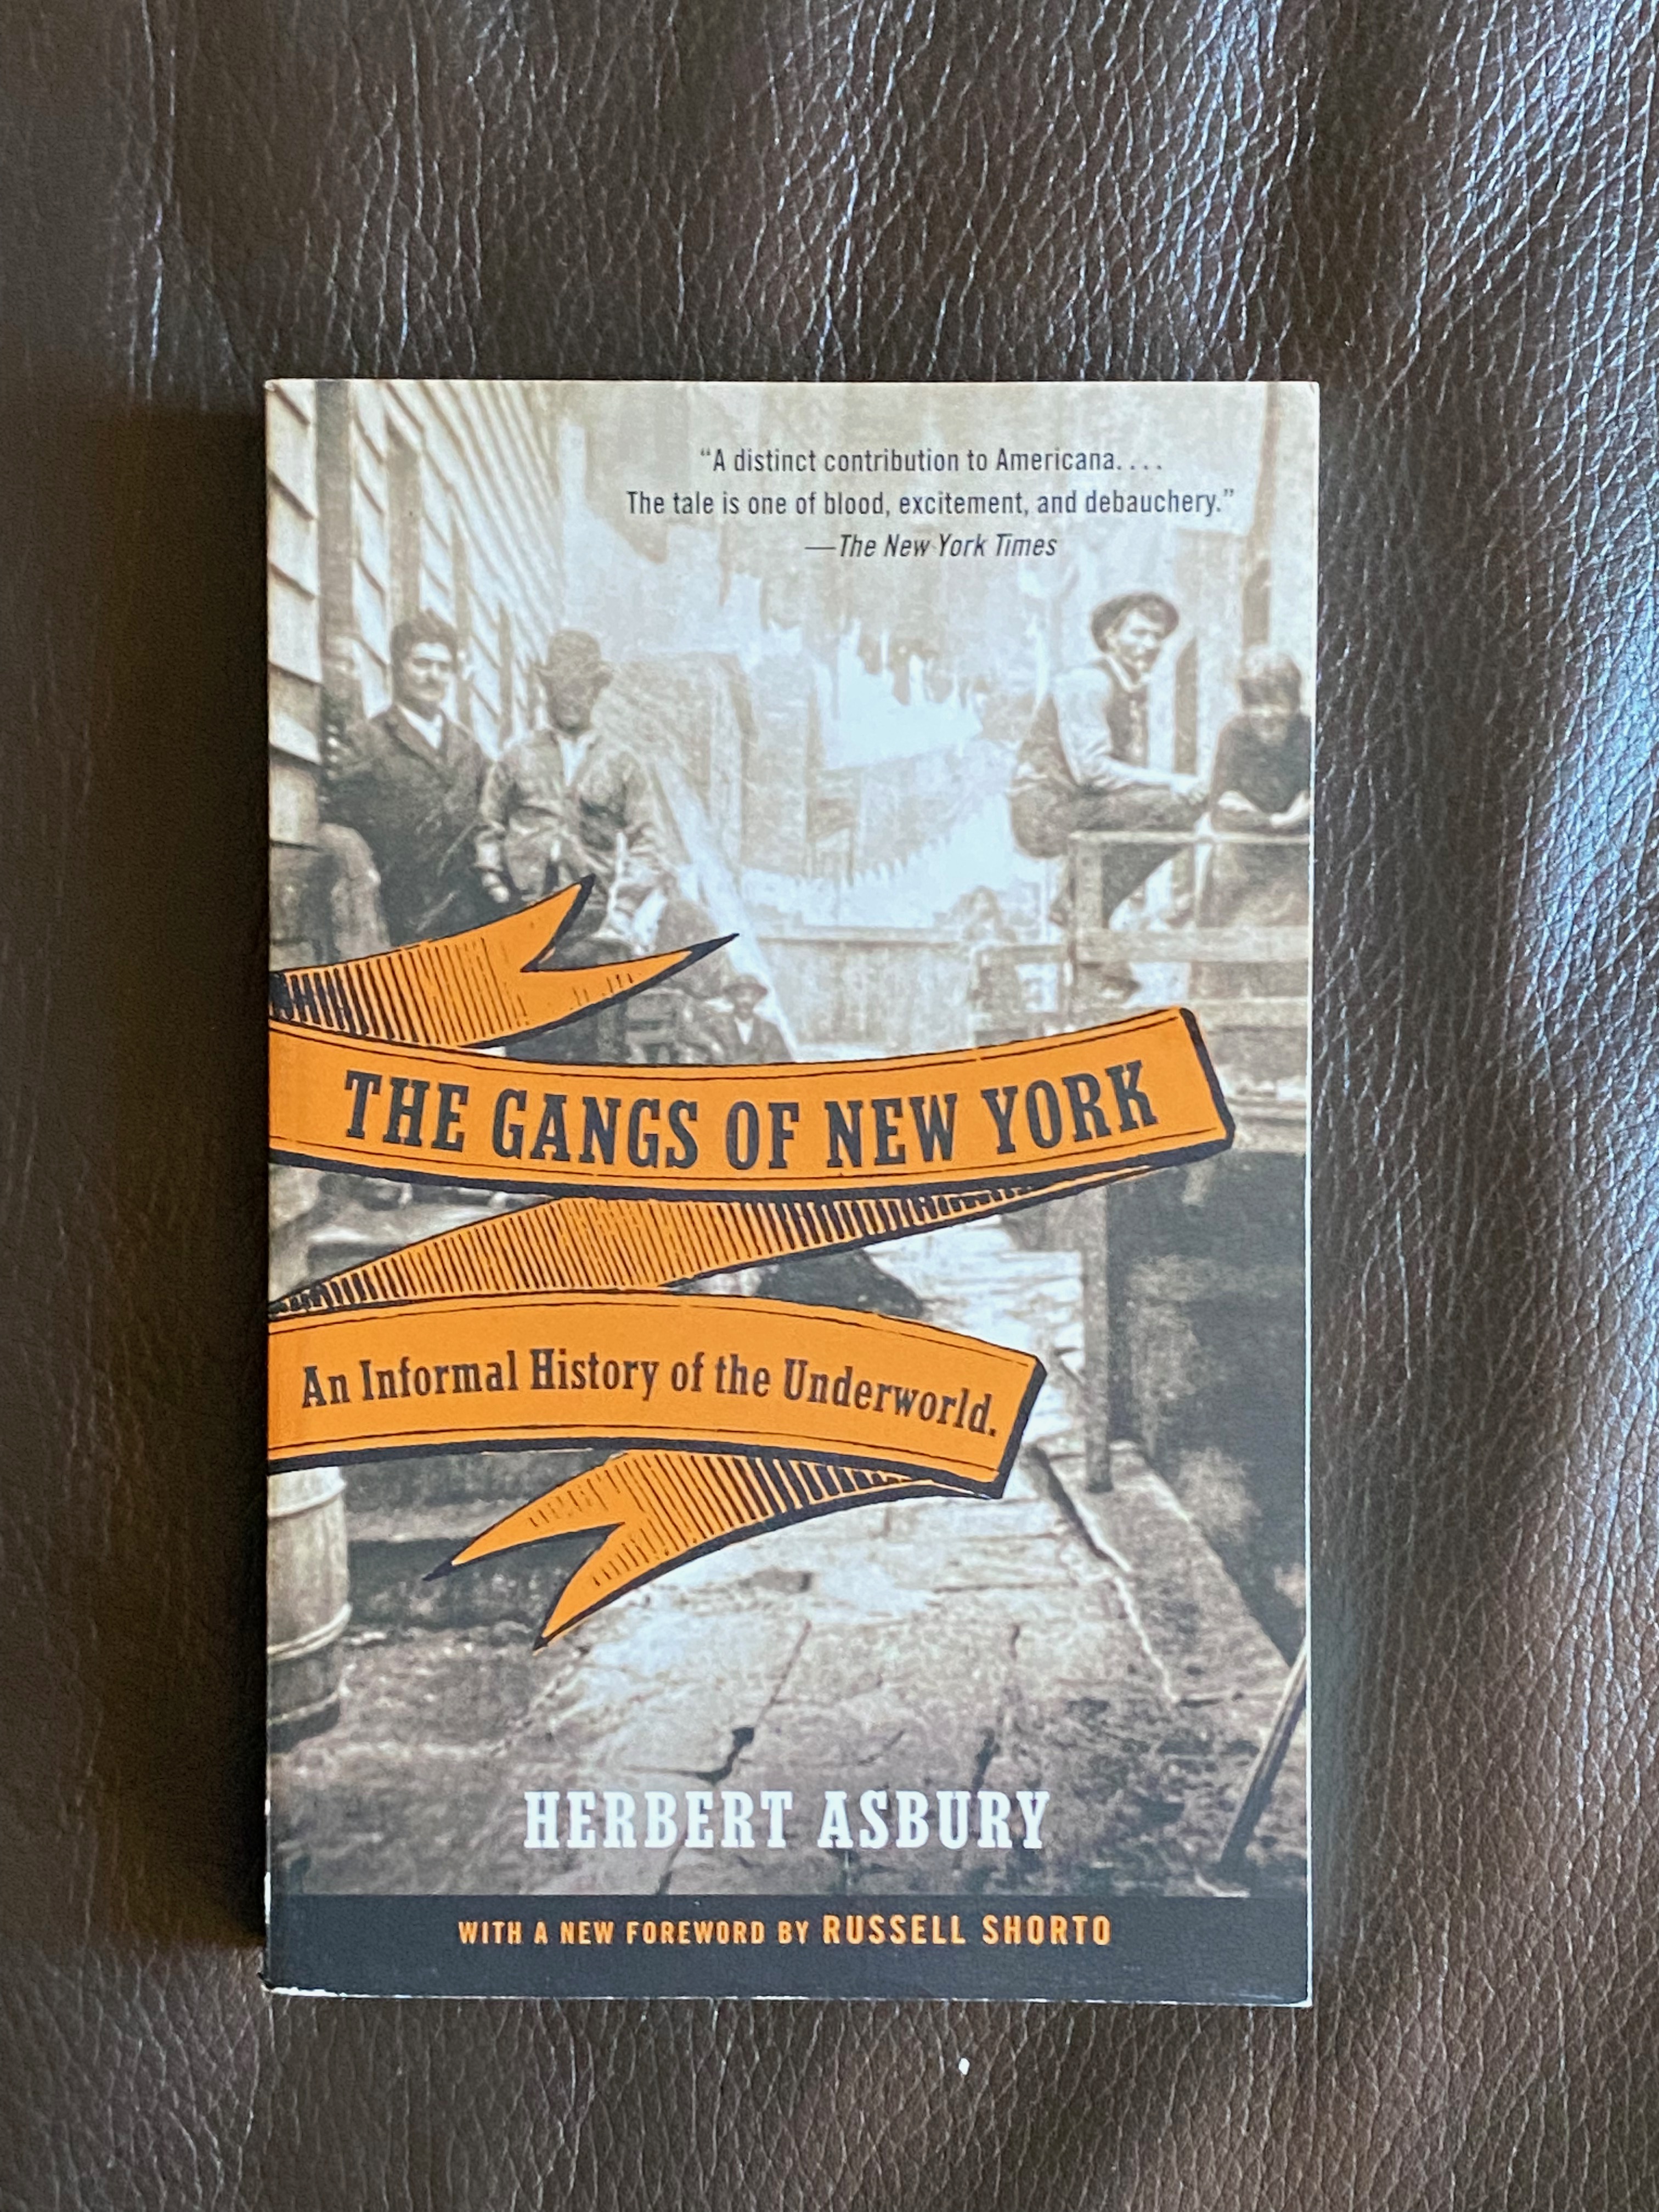 “A distinct contribution to Americana. . . .
The tale is one of blood, excitement, and debauchery.”
—The New York Times
THE GANGS OF NEW YORK
An Informal History of the Underworld.
HERBERT ASBURY
WITH A NEW FOREWORD BY RUSSELL SHORTO